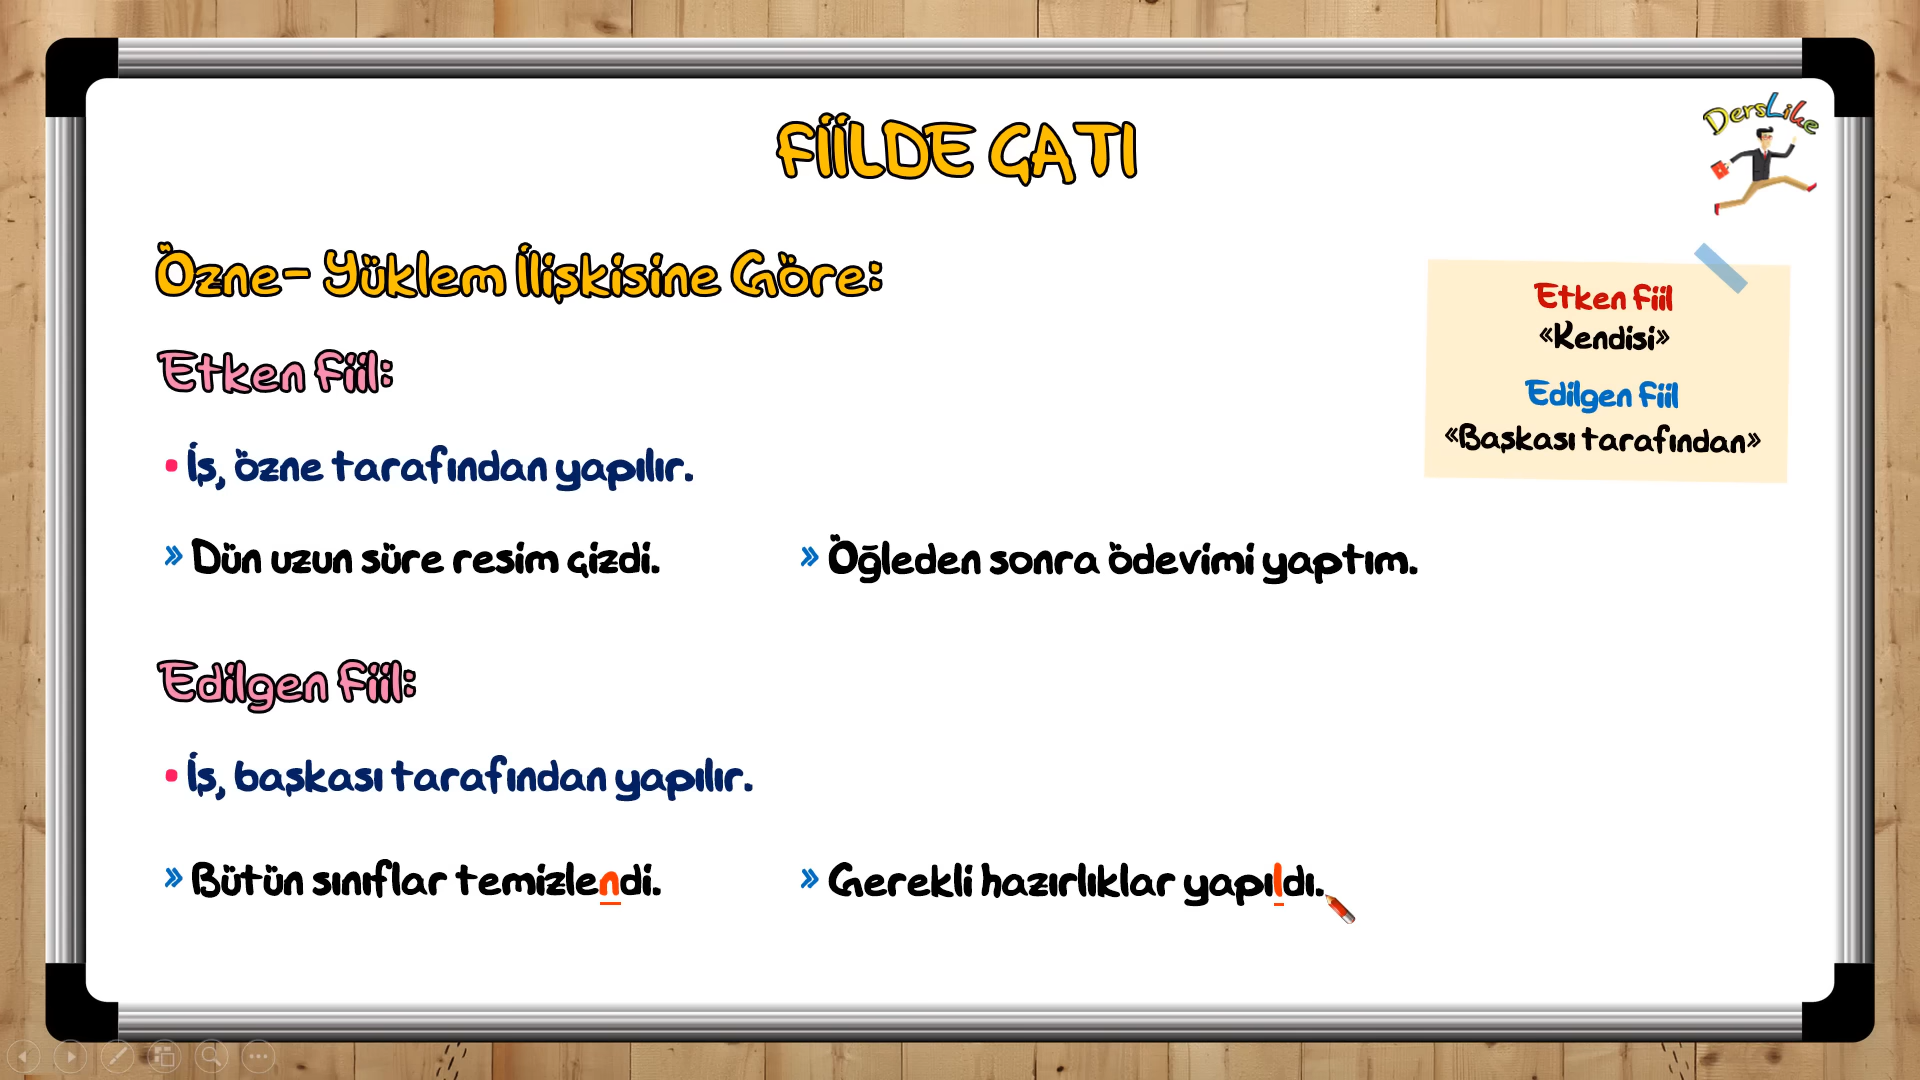 FİİLDE ÇATI
DersLike
Özne- Yüklem İlişkisine Göre:
Etken Fiil
«Kendisi»
Edilgen Fiil
«Başkası tarafından»
Etken Fiil:
• İş, özne tarafından yapılır.
» Dün uzun süre resim çizdi.
» Öğleden sonra ödevimi yaptım.
Edilgen Fiil:
• İş, başkası tarafından yapılır.
» Bütün sınıflar temizlendi.
» Gerekli hazırlıklar yapıldı.